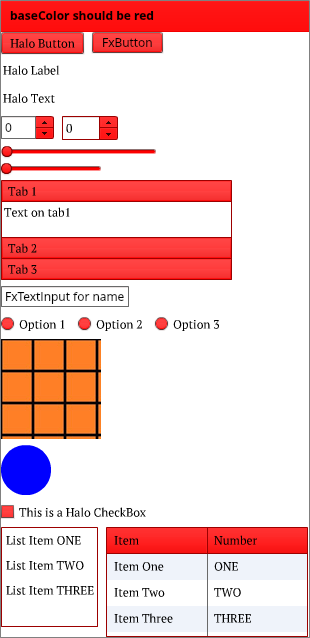 baseColor should be red
Halo Button FxButton
Halo Label
Halo Text
0 0
Tab 1
Text on tab1
Tab 2
Tab 3
FxTextInput for name
Option 1 Option 2 Option 3
This is a Halo CheckBox
List Item ONE
List Item TWO
List Item THREE
Item Number
Item One ONE
Item Two TWO
Item Three THREE